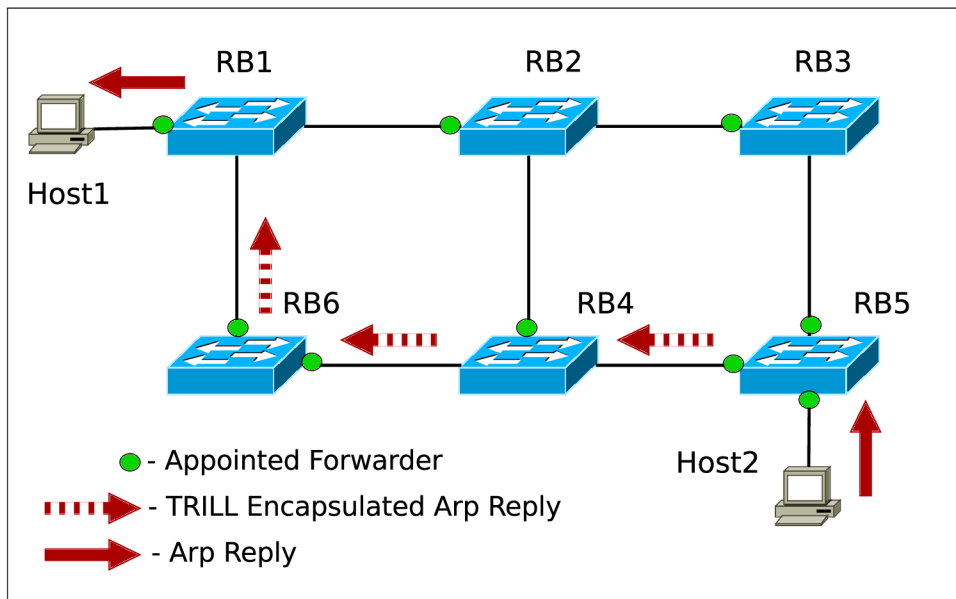 RB1
RB2
RB3
Host1
RB6
RB4
RB5
Host2
- Appointed Forwarder
- TRILL Encapsulated Arp Reply
- Arp Reply